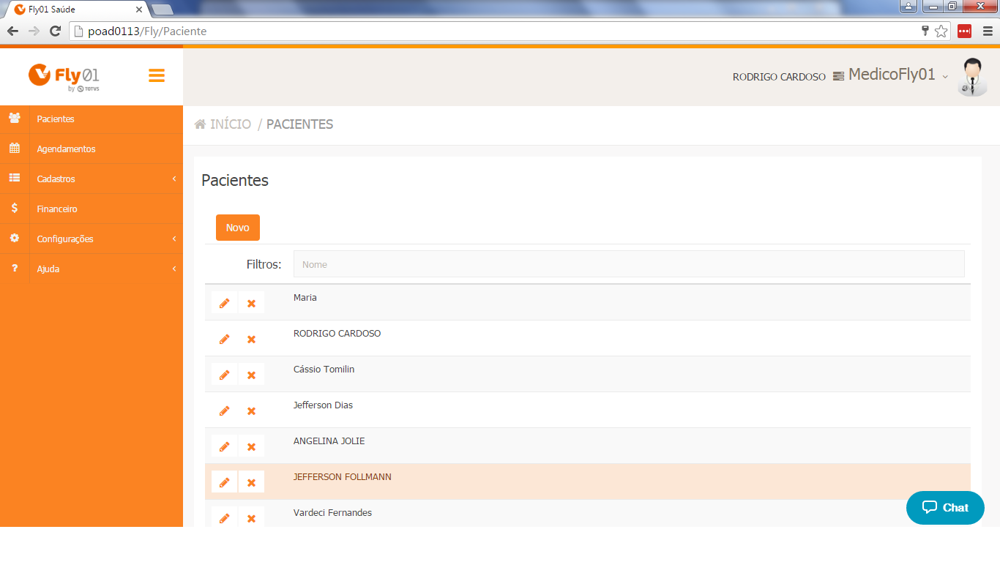 Fly01 Saúde
poad0113/Fly/Paciente
Fly01
by TOTVS
RODRIGO CARDOSO MedicoFly01
Pacientes
Agendamentos
Cadastros
Financeiro
Configurações
Ajuda
INÍCIO / PACIENTES
Pacientes
Novo
Filtros: Nome
Maria
RODRIGO CARDOSO
Cássio Tomilin
Jefferson Dias
ANGELINA JOLIE
JEFFERSON FOLLMANN
Vardeci Fernandes
Chat